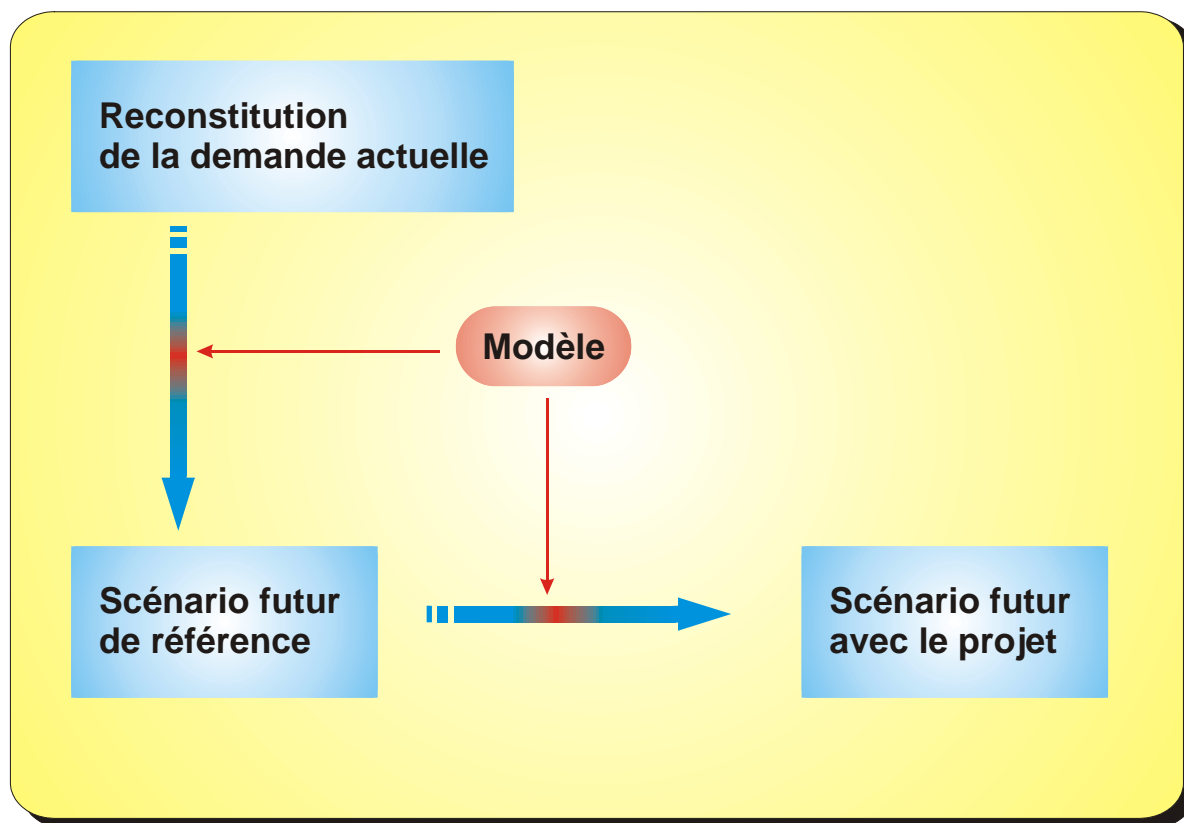 Reconstitution
de la demande actuelle
Modèle
Scénario futur
de référence
Scénario futur
avec le projet